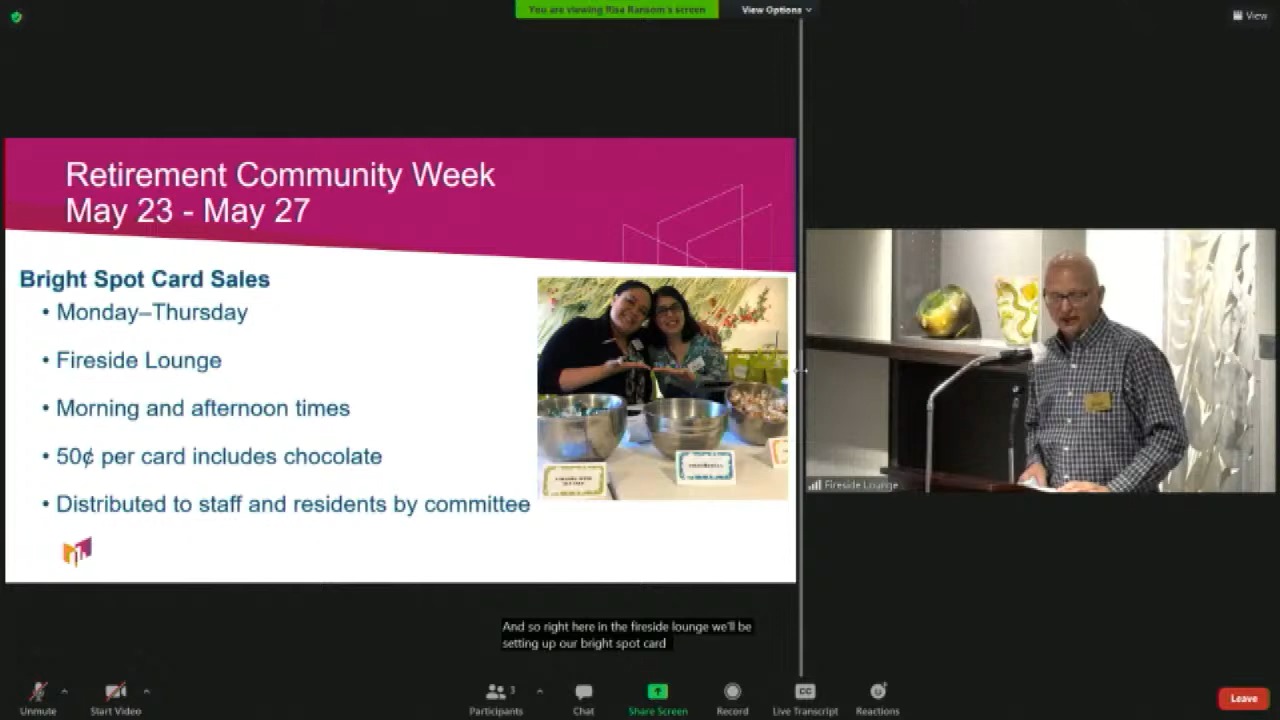 You are viewing Risa Ransom's screen
View Options
View
Retirement Community Week
May 23 - May 27
Bright Spot Card Sales
• Monday–Thursday
• Fireside Lounge
• Morning and afternoon times
• 50¢ per card includes chocolate
• Distributed to staff and residents by committee
Fireside Lounge
And so right here in the fireside lounge we'll be
setting up our bright spot card
Unmute
Start Video
Participants
3
Chat
Share Screen
Record
CC
Live Transcript
Reactions
Leave